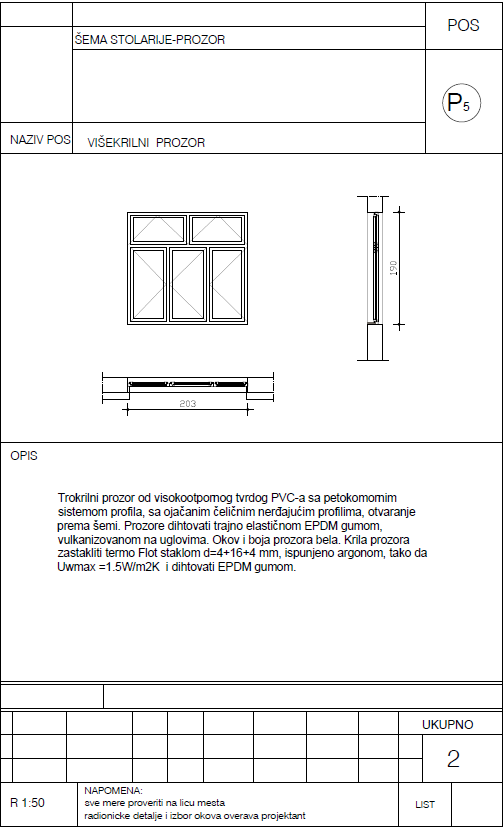 POS
ŠEMA STOLARIJE-PROZOR
P5
NAZIV POS
VIŠEKRILNI PROZOR
190
203
OPIS
Trokrilni prozor od visokootpornog tvrdog PVC-a sa petokomornim
sistemom profila, sa ojačanim čeličnim nerđajućim profilima, otvaranje
prema šemi. Prozore dihtovati trajno elastičnom EPDM gumom,
vulkanizovanom na uglovima. Okov i boja prozora bela. Krila prozora
zastakliti termo Flot staklom d=4+16+4 mm, ispunjeno argonom, tako da
Uwmax =1.5W/m2K i dihtovati EPDM gumom.
UKUPNO
2
R 1:50
NAPOMENA:
sve mere proveriti na licu mesta
radionicke detalje i izbor okova overava projektant
LIST